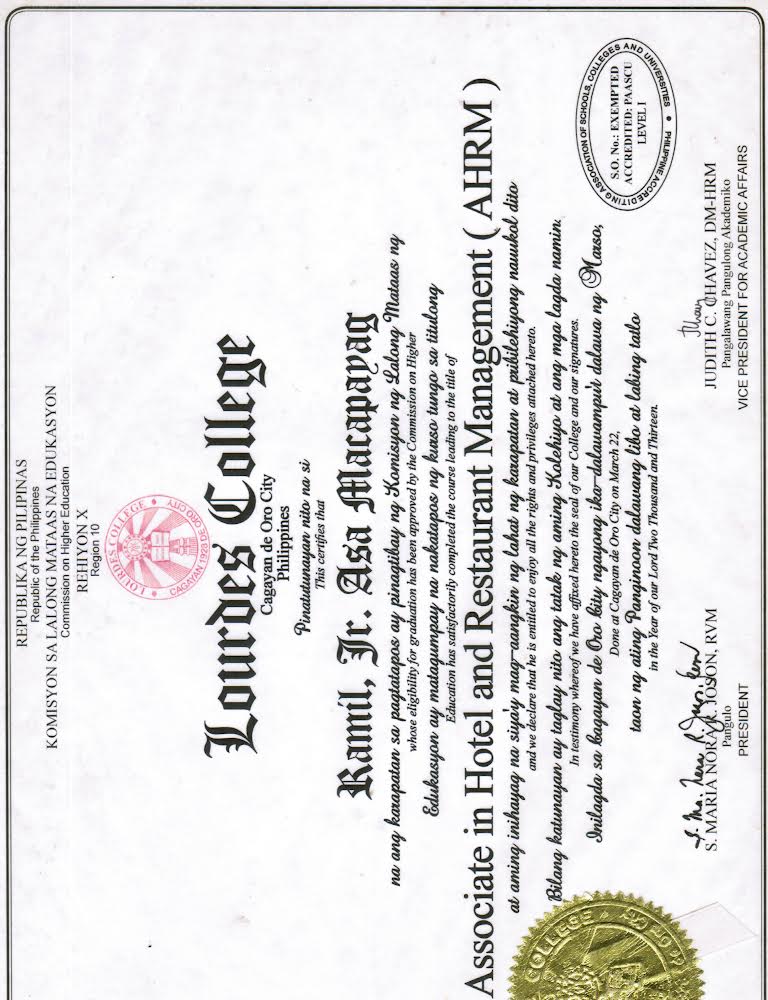 REPUBLIKA NG PILIPINAS
Republic of the Philippines
KOMISYON SA LALONG MATAAS NA EDUKASYON
Commission on Higher Education
REHIYON X
Region 10
LOURDES COLLEGE
CAGAYAN 1928 DE ORO CITY
Lourdes College
Cagayan de Oro City
Philippines
Pinatutunayan nito na si
This certifies that
Ramil, Jr. Asa Macapayag
na ang karapatan sa pagtatapos ay pinagtibay ng Komisyon ng Lalong Mataas ng
whose eligibility for graduation has been approved by the Commission on Higher
Edukasyon ay matagumpay na nakatapos ng kurso tungo sa titulong
Education has satisfactorily completed the course leading to the title of
Associate in Hotel and Restaurant Management ( AHRM )
at aming inihayag na siya'y mag-aangkin ng lahat ng karapatan at pribilehiyong nauukol dito
and we declare that he is entitled to enjoy all the rights and privileges attached hereto.
Bilang katunayan ay taglay nito ang tatak ng aming Kolehiyo at ang mga lagda namin.
In testimony whereof we have affixed hereto the seal of our College and our signatures.
Inilagda sa kagayan de Oro kity ngayong ika-dalawampu't dalawa ng Marso,
Done at Cagayan de Oro City on March 22,
taon ng ating Panginoon dalawang libo at labing tatlo
in the Year of our Lord Two Thousand and Thirteen.
PHILIPPINE ACCREDITING ASSOCIATION OF SCHOOLS, COLLEGES AND UNIVERSITIES
S.O. No.: EXEMPTED
ACCREDITED: PAASCU
LEVEL I
S. MARIA NORA R. JOSON, RVM
Pangulo
PRESIDENT
JUDITH C. CHAVEZ, DM-HRM
Pangalawang Pangulong Akademiko
VICE PRESIDENT FOR ACADEMIC AFFAIRS
COLLEGE